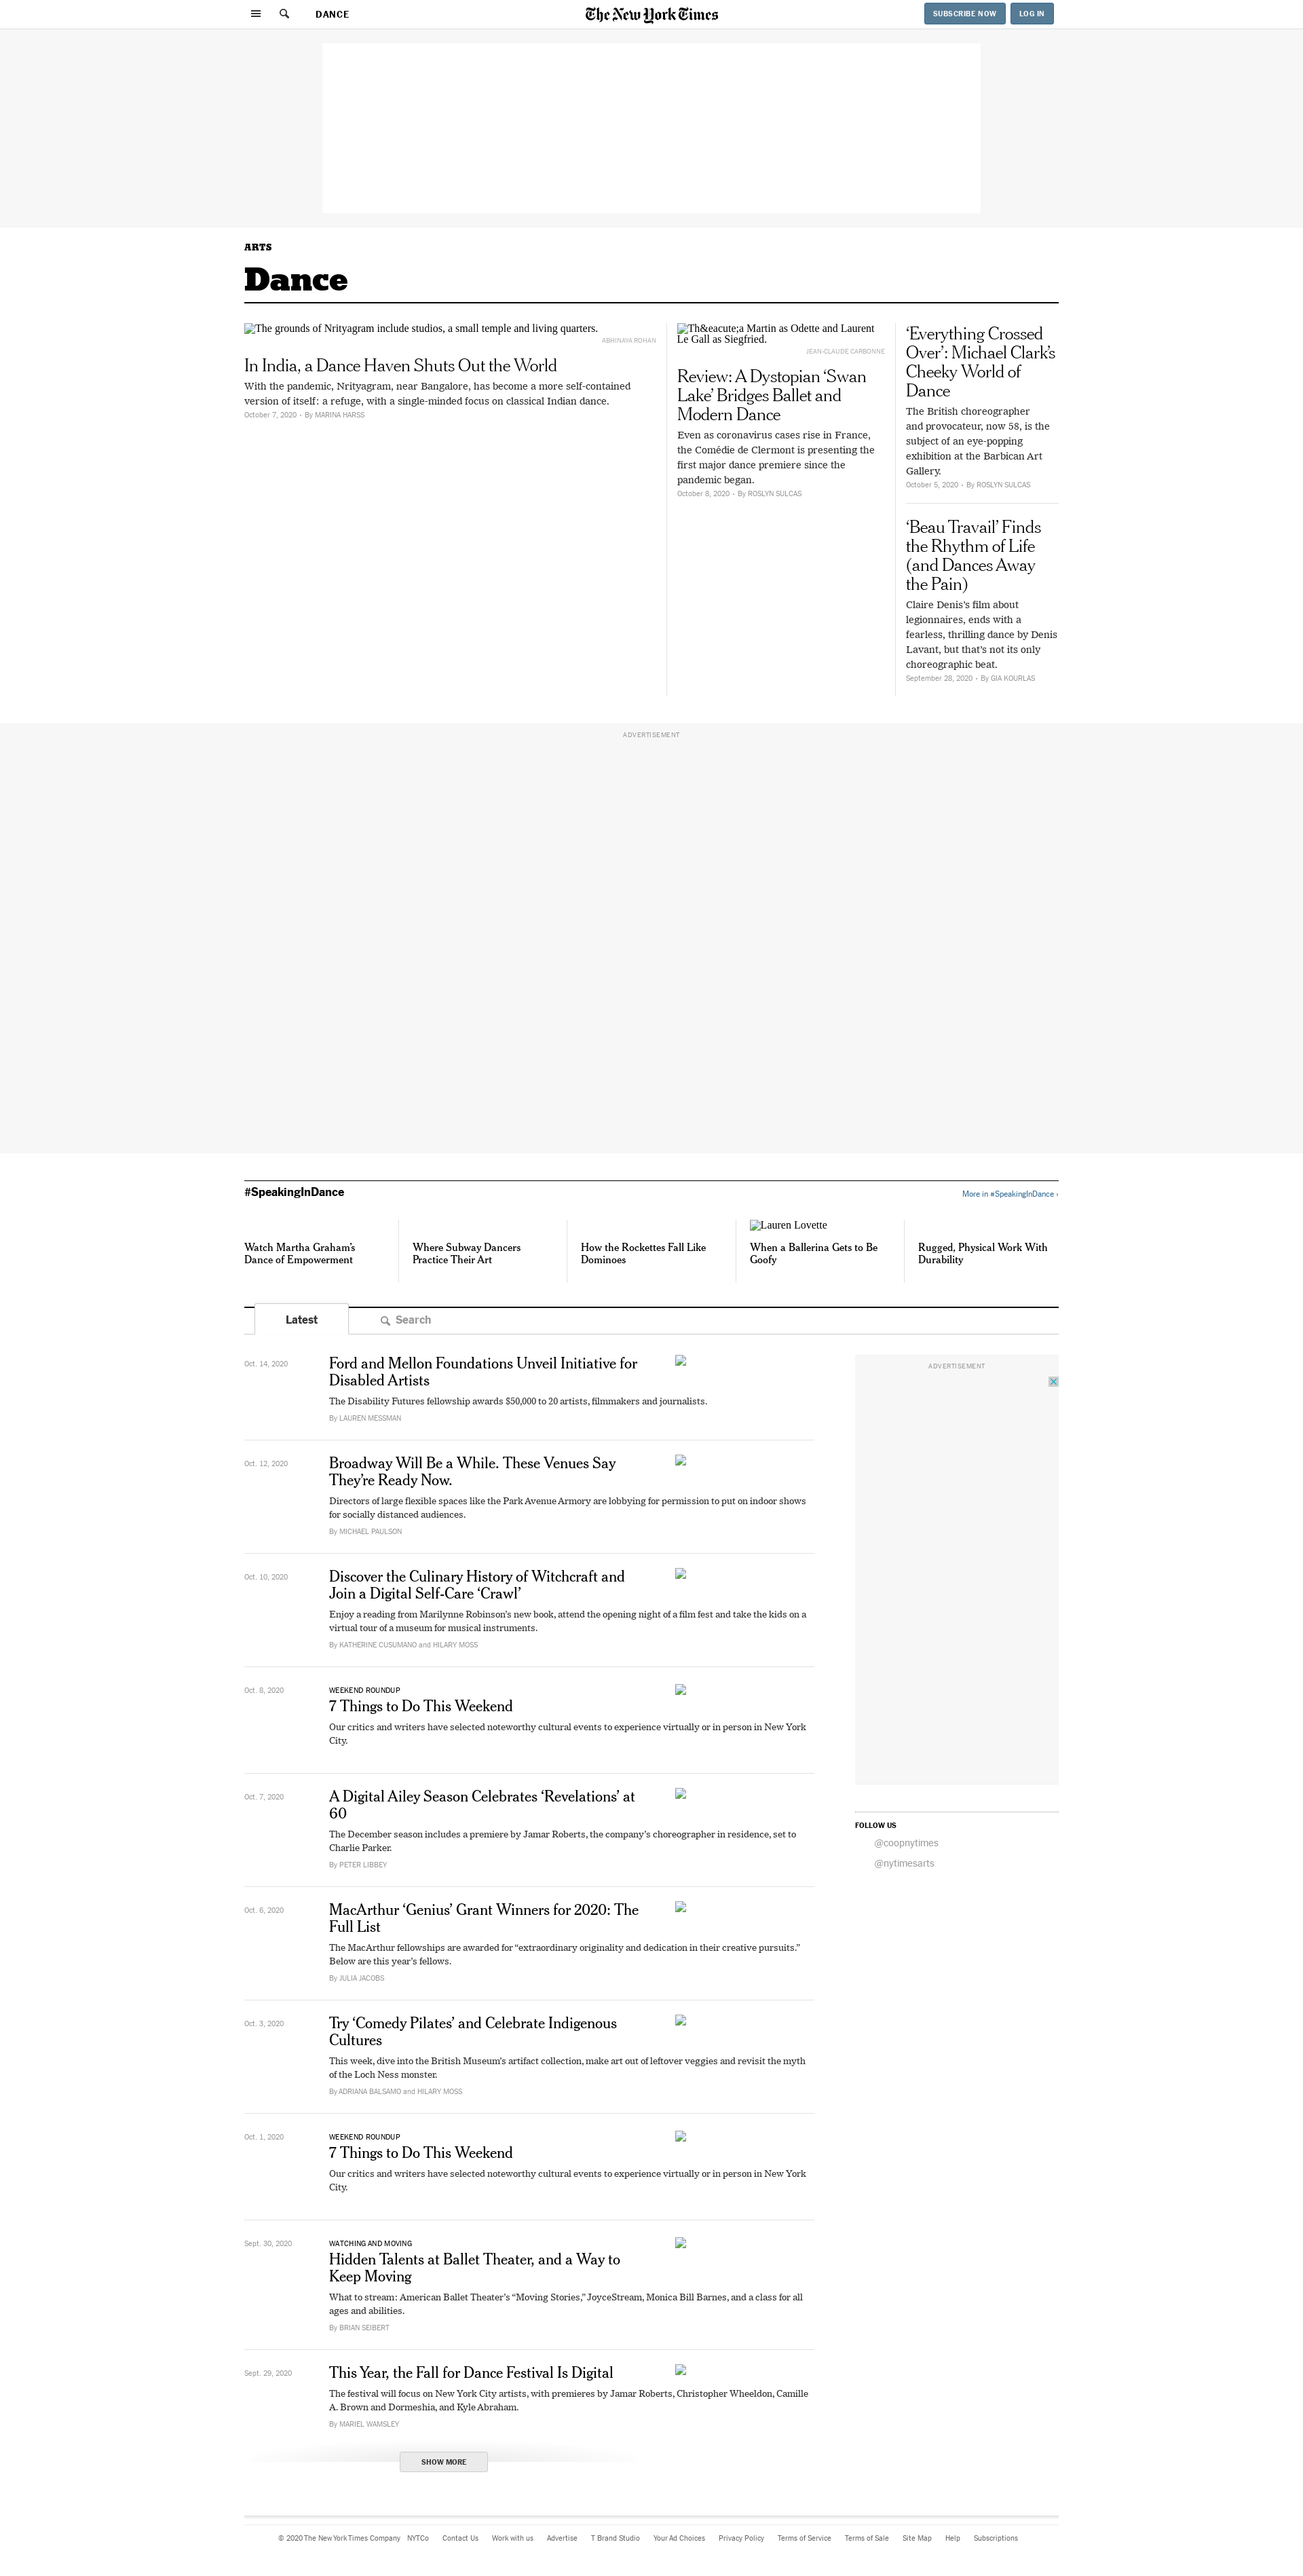 DANCE
The New York Times
SUBSCRIBE NOW
LOG IN
ARTS
Dance
The grounds of Nrityagram include studios, a small temple and living quarters.
ABHINAVA ROHAN
In India, a Dance Haven Shuts Out the World
With the pandemic, Nrityagram, near Bangalore, has become a more self-contained
version of itself: a refuge, with a single-minded focus on classical Indian dance.
October 7, 2020 • By MARINA HARSS
Th&eacute;a Martin as Odette and Laurent
Le Gall as Siegfried.
JEAN-CLAUDE CARBONNE
Review: A Dystopian ‘Swan
Lake’ Bridges Ballet and
Modern Dance
Even as coronavirus cases rise in France,
the Comédie de Clermont is presenting the
first major dance premiere since the
pandemic began.
October 8, 2020 • By ROSLYN SULCAS
‘Everything Crossed
Over’: Michael Clark’s
Cheeky World of
Dance
The British choreographer
and provocateur, now 58, is the
subject of an eye-popping
exhibition at the Barbican Art
Gallery.
October 5, 2020 • By ROSLYN SULCAS
‘Beau Travail’ Finds
the Rhythm of Life
(and Dances Away
the Pain)
Claire Denis’s film about
legionnaires, ends with a
fearless, thrilling dance by Denis
Lavant, but that’s not its only
choreographic beat.
September 28, 2020 • By GIA KOURLAS
ADVERTISEMENT
#SpeakingInDance
More in #SpeakingInDance ›
Watch Martha Graham’s
Dance of Empowerment
Where Subway Dancers
Practice Their Art
How the Rockettes Fall Like
Dominoes
Lauren Lovette
When a Ballerina Gets to Be
Goofy
Rugged, Physical Work With
Durability
Latest
Search
Oct. 14, 2020
Ford and Mellon Foundations Unveil Initiative for
Disabled Artists
The Disability Futures fellowship awards $50,000 to 20 artists, filmmakers and journalists.
By LAUREN MESSMAN
Oct. 12, 2020
Broadway Will Be a While. These Venues Say
They’re Ready Now.
Directors of large flexible spaces like the Park Avenue Armory are lobbying for permission to put on indoor shows
for socially distanced audiences.
By MICHAEL PAULSON
Oct. 10, 2020
Discover the Culinary History of Witchcraft and
Join a Digital Self-Care ‘Crawl’
Enjoy a reading from Marilynne Robinson’s new book, attend the opening night of a film fest and take the kids on a
virtual tour of a museum for musical instruments.
By KATHERINE CUSUMANO and HILARY MOSS
Oct. 8, 2020
WEEKEND ROUNDUP
7 Things to Do This Weekend
Our critics and writers have selected noteworthy cultural events to experience virtually or in person in New York
City.
Oct. 7, 2020
A Digital Ailey Season Celebrates ‘Revelations’ at
60
The December season includes a premiere by Jamar Roberts, the company’s choreographer in residence, set to
Charlie Parker.
By PETER LIBBEY
Oct. 6, 2020
MacArthur ‘Genius’ Grant Winners for 2020: The
Full List
The MacArthur fellowships are awarded for “extraordinary originality and dedication in their creative pursuits.”
Below are this year’s fellows.
By JULIA JACOBS
Oct. 3, 2020
Try ‘Comedy Pilates’ and Celebrate Indigenous
Cultures
This week, dive into the British Museum’s artifact collection, make art out of leftover veggies and revisit the myth
of the Loch Ness monster.
By ADRIANA BALSAMO and HILARY MOSS
Oct. 1, 2020
WEEKEND ROUNDUP
7 Things to Do This Weekend
Our critics and writers have selected noteworthy cultural events to experience virtually or in person in New York
City.
Sept. 30, 2020
WATCHING AND MOVING
Hidden Talents at Ballet Theater, and a Way to
Keep Moving
What to stream: American Ballet Theater’s “Moving Stories,” JoyceStream, Monica Bill Barnes, and a class for all
ages and abilities.
By BRIAN SEIBERT
Sept. 29, 2020
This Year, the Fall for Dance Festival Is Digital
The festival will focus on New York City artists, with premieres by Jamar Roberts, Christopher Wheeldon, Camille
A. Brown and Dormeshia, and Kyle Abraham.
By MARIEL WAMSLEY
SHOW MORE
ADVERTISEMENT
FOLLOW US
@coopnytimes
@nytimesarts
© 2020 The New York Times Company NYTCo Contact Us Work with us Advertise T Brand Studio Your Ad Choices Privacy Policy Terms of Service Terms of Sale Site Map Help Subscriptions